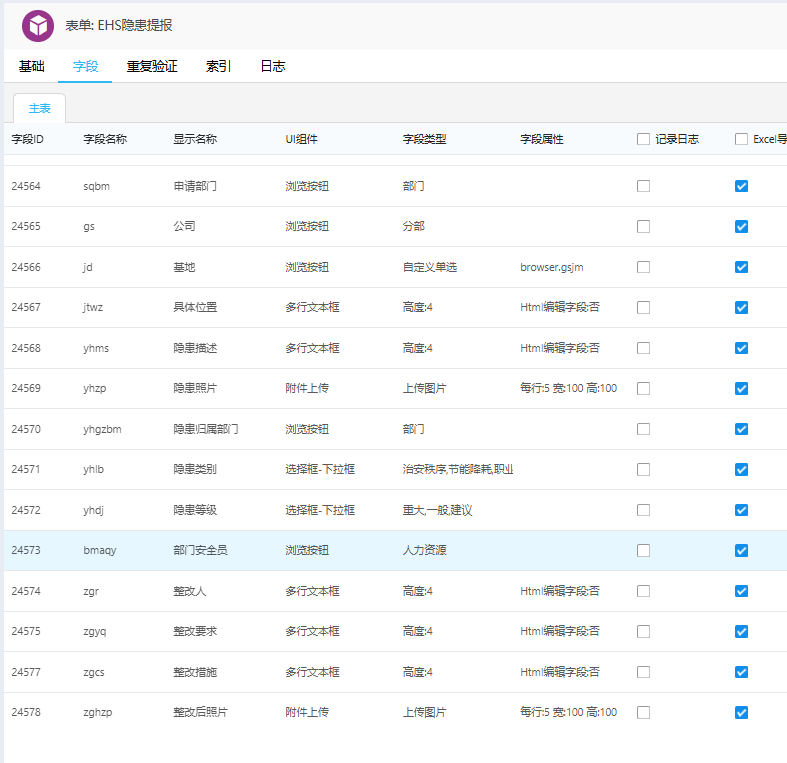 表单: EHS隐患提报
基础 字段 重复验证 索引 日志
主表
字段ID 字段名称 显示名称 UI组件 字段类型 字段属性 记录日志 Excel导
24564 sqbm 申请部门 浏览按钮 部门
24565 gs 公司 浏览按钮 分部
24566 jd 基地 浏览按钮 自定义单选 browser.gsjm
24567 jtwz 具体位置 多行文本框 高度:4 Html编辑字段:否
24568 yhms 隐患描述 多行文本框 高度:4 Html编辑字段:否
24569 yhzp 隐患照片 附件上传 上传图片 每行:5 宽:100 高:100
24570 yhgzbm 隐患归属部门 浏览按钮 部门
24571 yhlb 隐患类别 选择框-下拉框 治安秩序,节能降耗,职业
24572 yhdj 隐患等级 选择框-下拉框 重大,一般,建议
24573 bmaqy 部门安全员 浏览按钮 人力资源
24574 zgr 整改人 多行文本框 高度:4 Html编辑字段:否
24575 zgyq 整改要求 多行文本框 高度:4 Html编辑字段:否
24577 zgcs 整改措施 多行文本框 高度:4 Html编辑字段:否
24578 zghzp 整改后照片 附件上传 上传图片 每行:5 宽:100 高:100